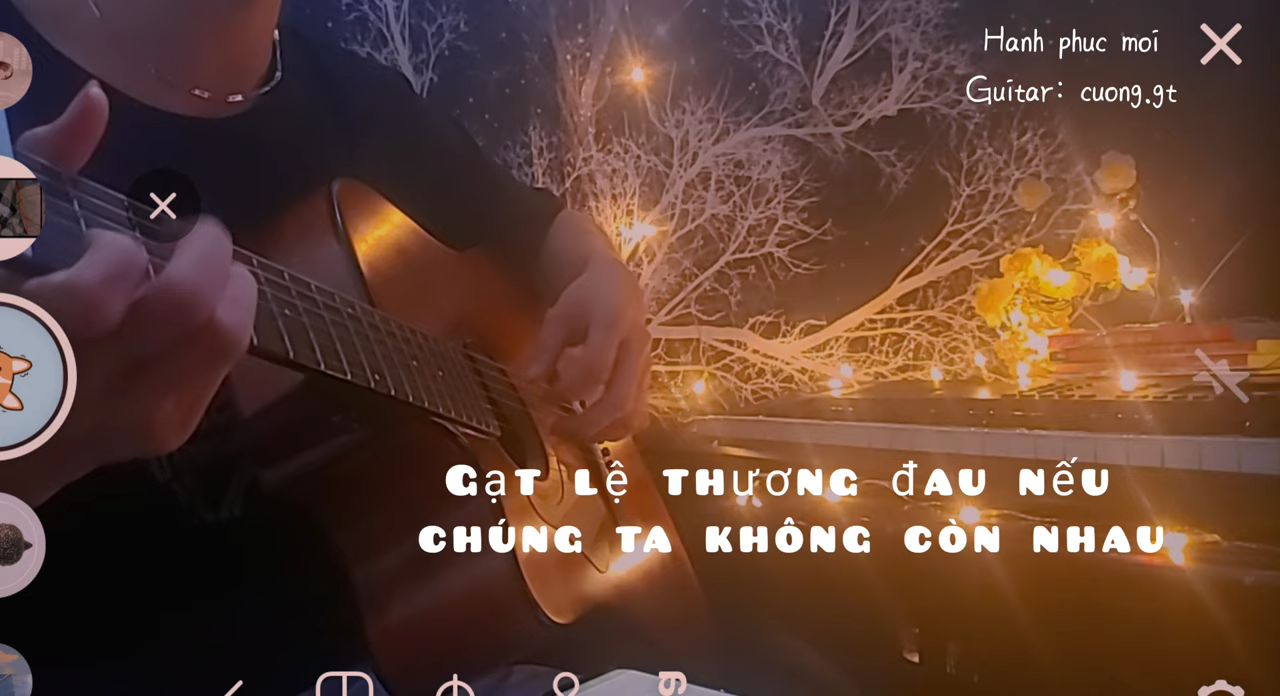 Hanh phuc moi
Guitar: cuong.gt
Gạt lệ thương đau nếu
chúng ta không còn nhau